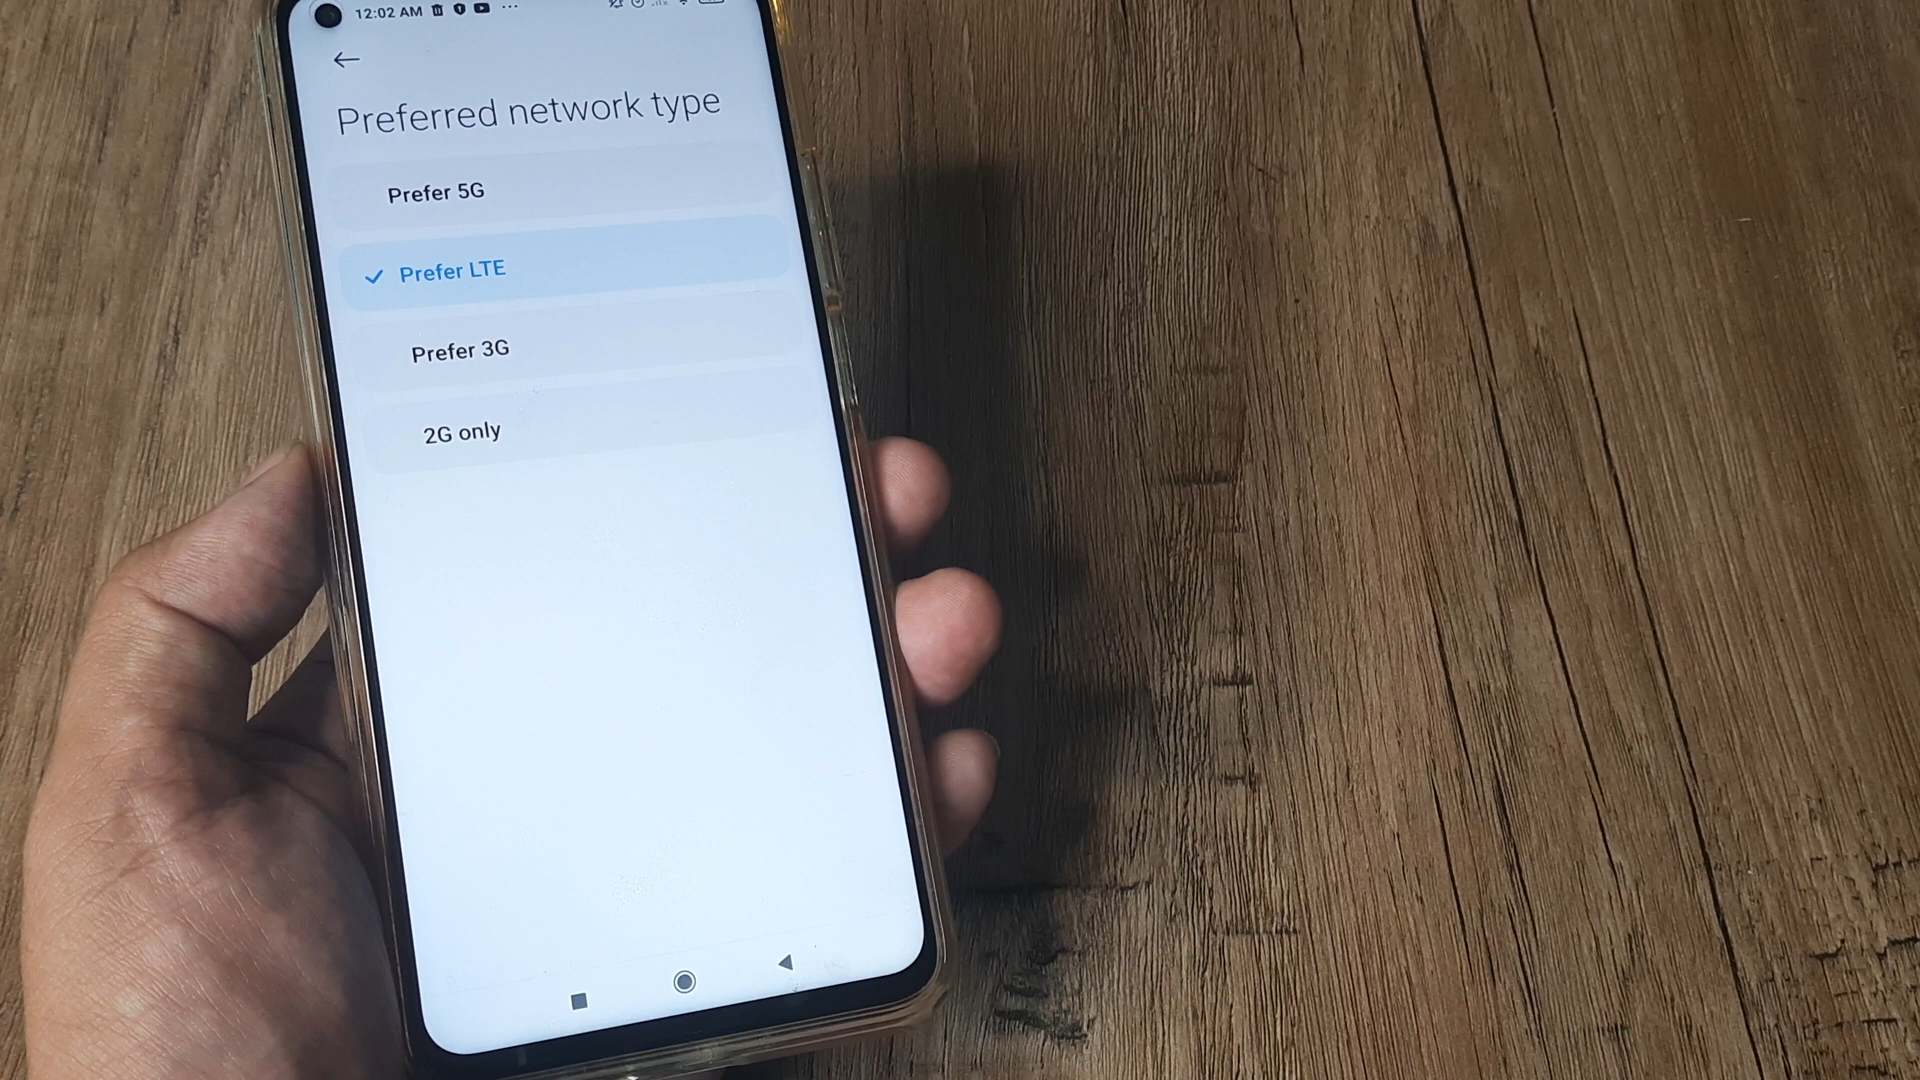 12:02 AM
Preferred network type
Prefer 5G
Prefer LTE
Prefer 3G
2G only